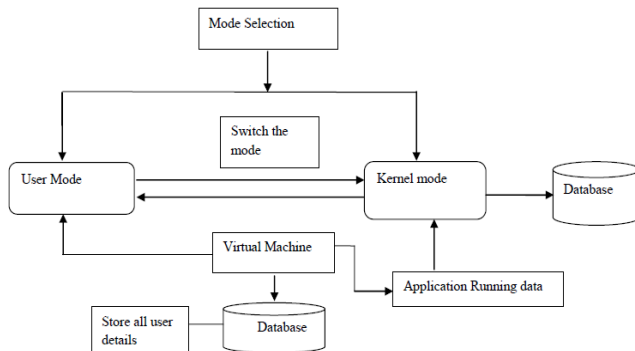 Mode Selection
Switch the
mode
User Mode
Kernel mode
Database
Virtual Machine
Application Running data
Store all user
details
Database